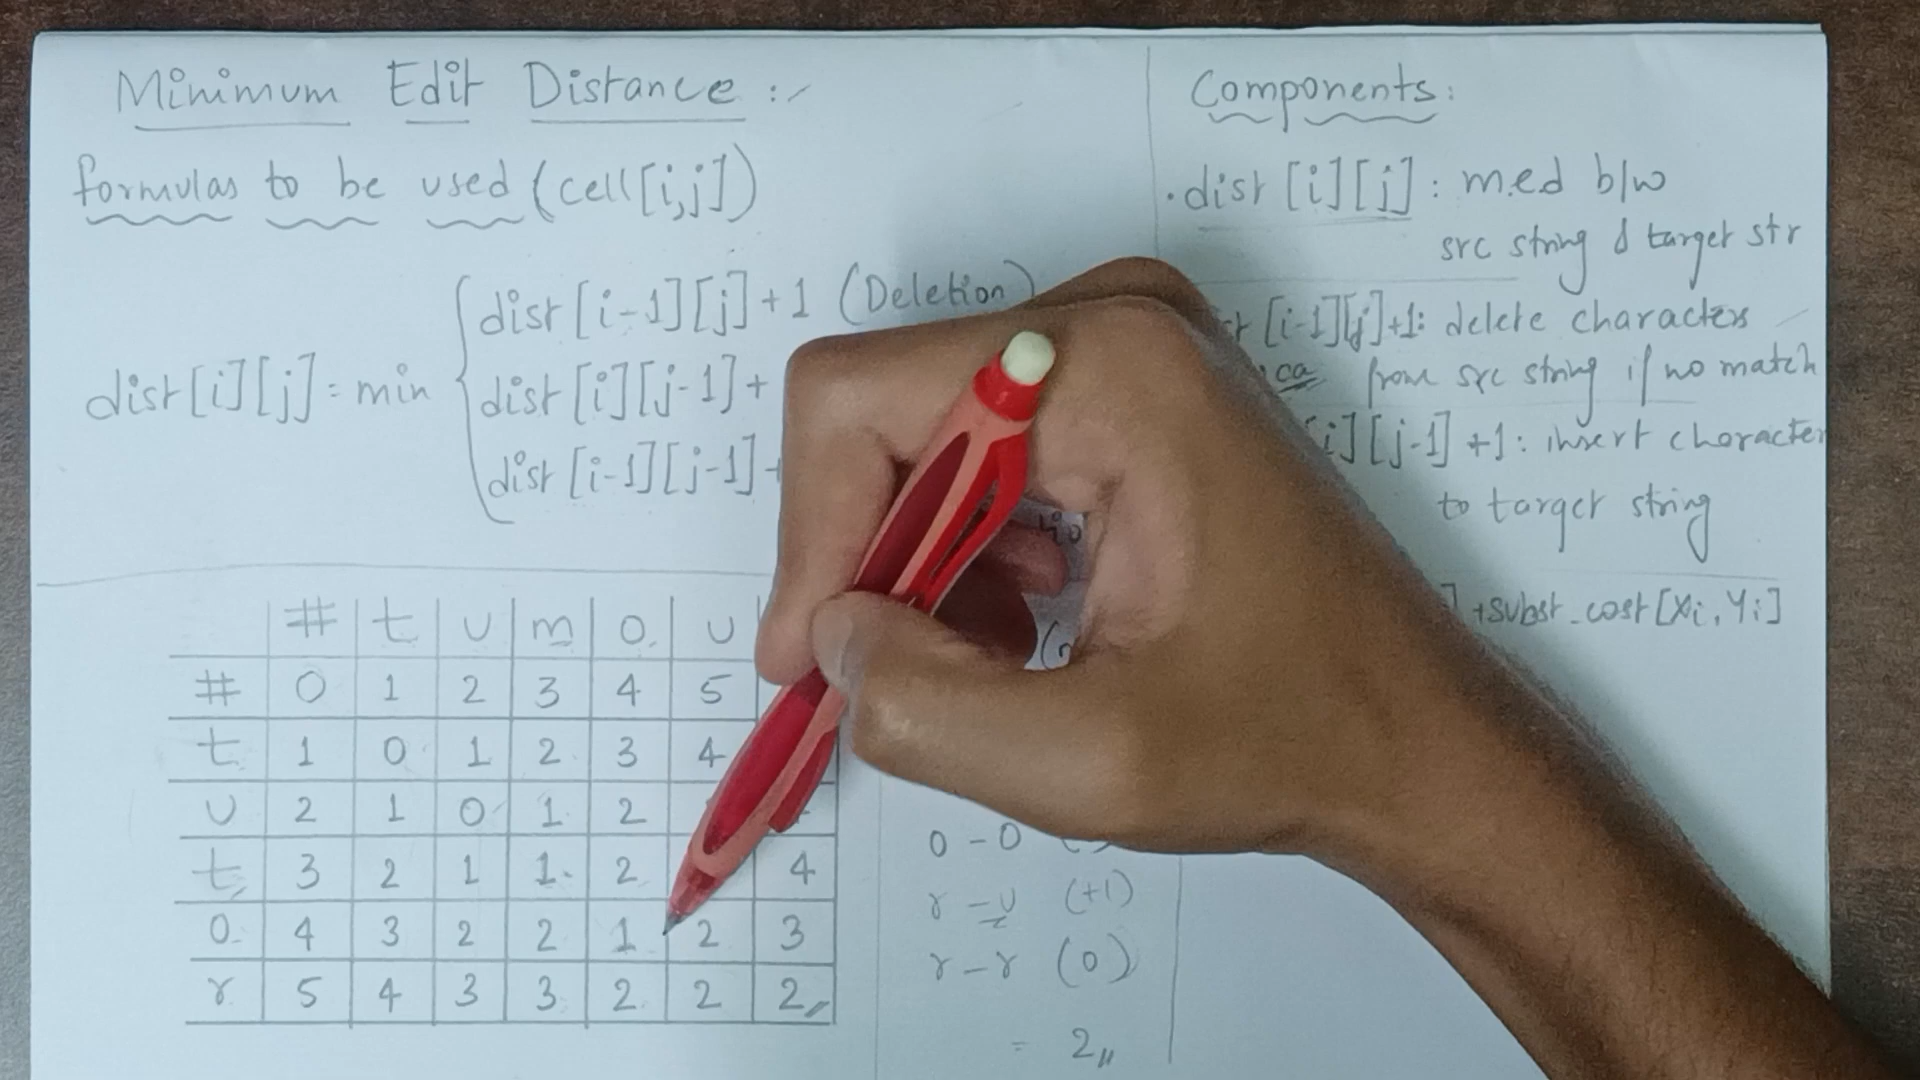 Minimum Edit Distance :-
formulas to be used (cell[i,j])
dist[i][j] = min
dist[i-1][j]+1 (Deletion)
dist[i][j-1]+
dist[i-1][j-1]
Components:
.dist [i][j] : m.e.d b/w
src string & target str
[i-1][j]+1: delete characters
from src string if no match
[i][j-1] +1: insert character
to target string
] +subst_cost[xi, yi]
# t u m o u
# 0 1 2 3 4 5
t 1 0 1 2 3 4
u 2 1 0 1 2
t 3 2 1 1 2 4
o 4 3 2 2 1 2 3
r 5 4 3 3 2 2 2
o - o
r - u (+1)
r - r (0)
= 2